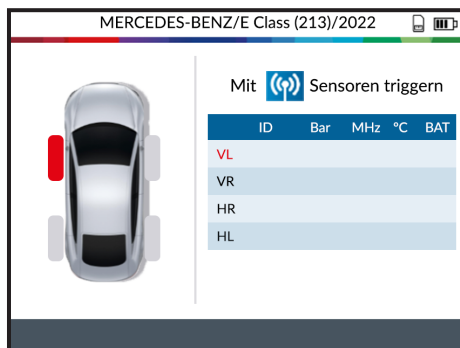 MERCEDES-BENZ/E Class (213)/2022
Mit Sensoren triggern
ID Bar MHz °C BAT
VL
VR
HR
HL